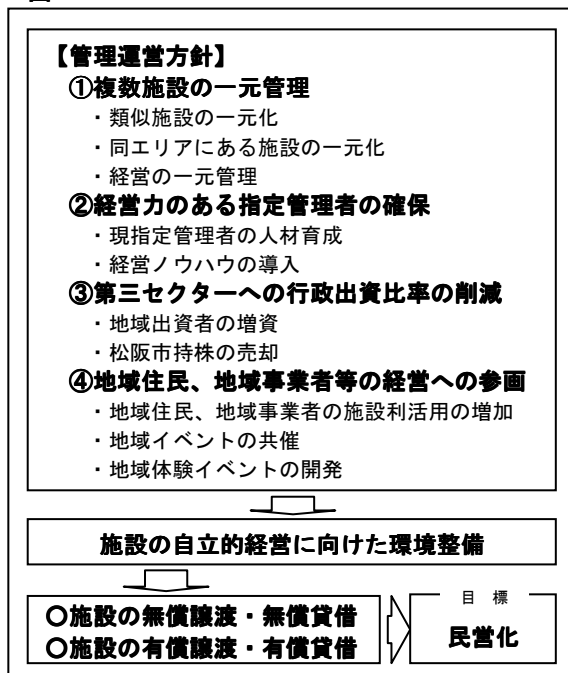 【管理運営方針】
①複数施設の一元管理
・類似施設の一元化
・同エリアにある施設の一元化
・経営の一元管理
②経営力のある指定管理者の確保
・現指定管理者の人材育成
・経営ノウハウの導入
③第三セクターへの行政出資比率の削減
・地域出資者の増資
・松阪市持株の売却
④地域住民、地域事業者等の経営への参画
・地域住民、地域事業者の施設利活用の増加
・地域イベントの共催
・地域体験イベントの開発
施設の自立的経営に向けた環境整備
〇施設の無償譲渡・無償貸借
〇施設の有償譲渡・有償貸借
目 標
民営化